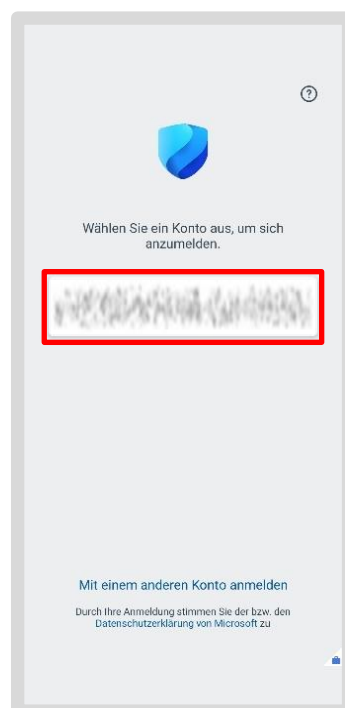 Wählen Sie ein Konto aus, um sich
anzumelden.
Mit einem anderen Konto anmelden
Durch Ihre Anmeldung stimmen Sie der bzw. den
Datenschutzerklärung von Microsoft zu